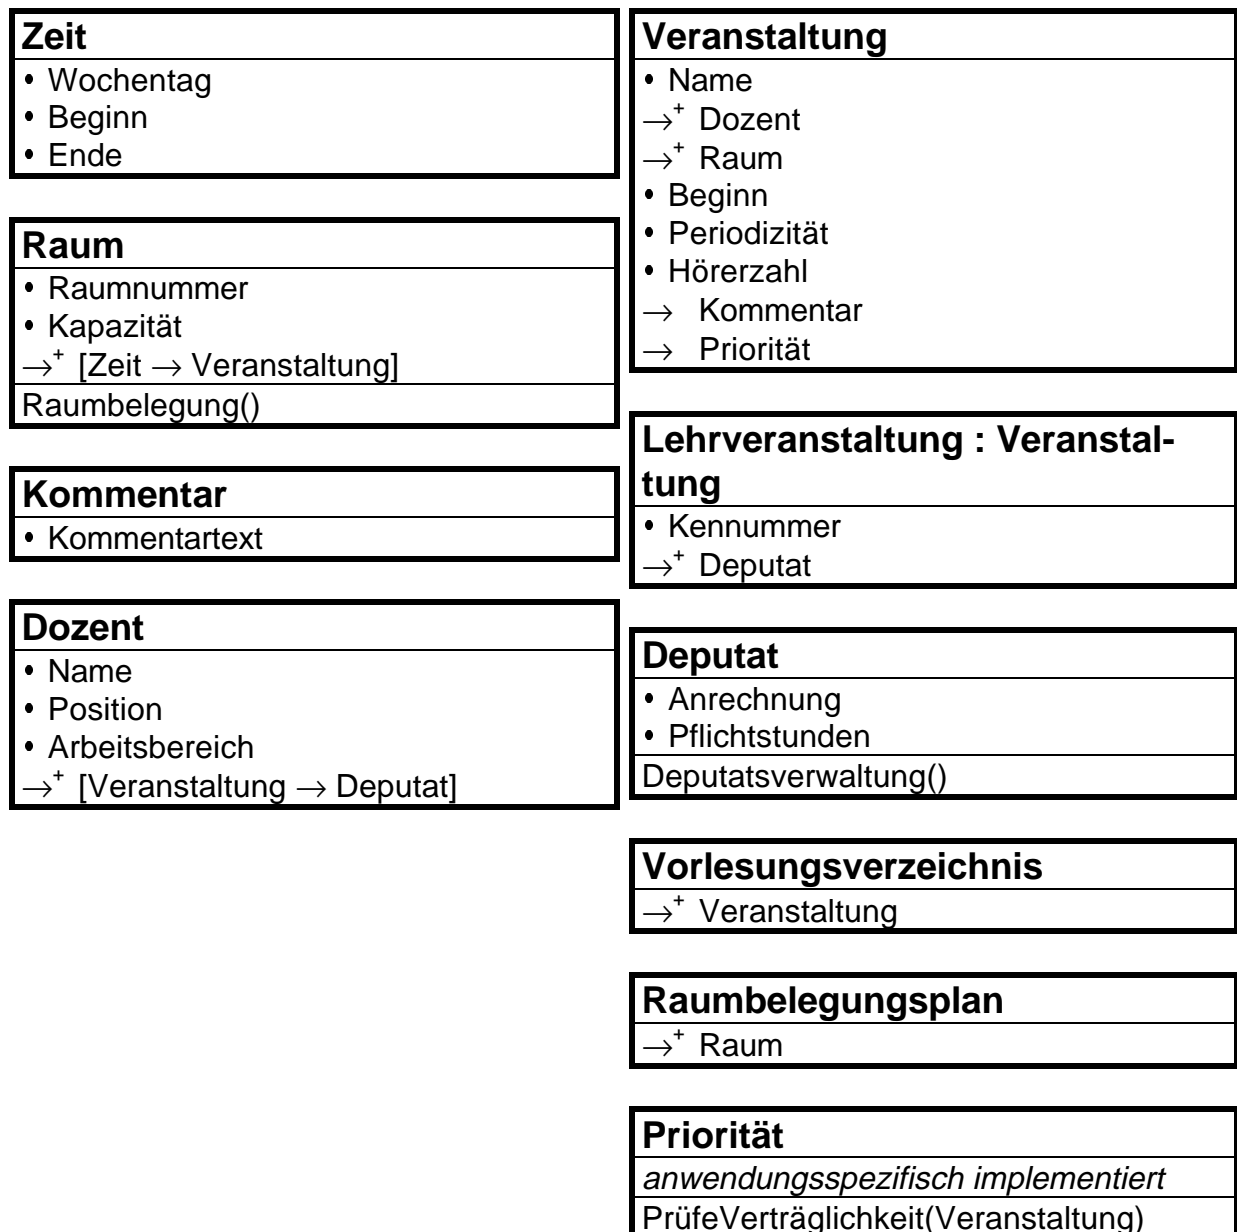 Zeit
• Wochentag
• Beginn
• Ende
Raum
• Raumnummer
• Kapazität
→⁺ [Zeit → Veranstaltung]
Raumbelegung()
Kommentar
• Kommentartext
Dozent
• Name
• Position
• Arbeitsbereich
→⁺ [Veranstaltung → Deputat]
Veranstaltung
• Name
→⁺ Dozent
→⁺ Raum
• Beginn
• Periodizität
• Hörerzahl
→ Kommentar
→ Priorität
Lehrveranstaltung : Veranstal-
tung
• Kennummer
→⁺ Deputat
Deputat
• Anrechnung
• Pflichtstunden
Deputatsverwaltung()
Vorlesungsverzeichnis
→⁺ Veranstaltung
Raumbelegungsplan
→⁺ Raum
Priorität
anwendungsspezifisch implementiert
PrüfeVerträglichkeit(Veranstaltung)